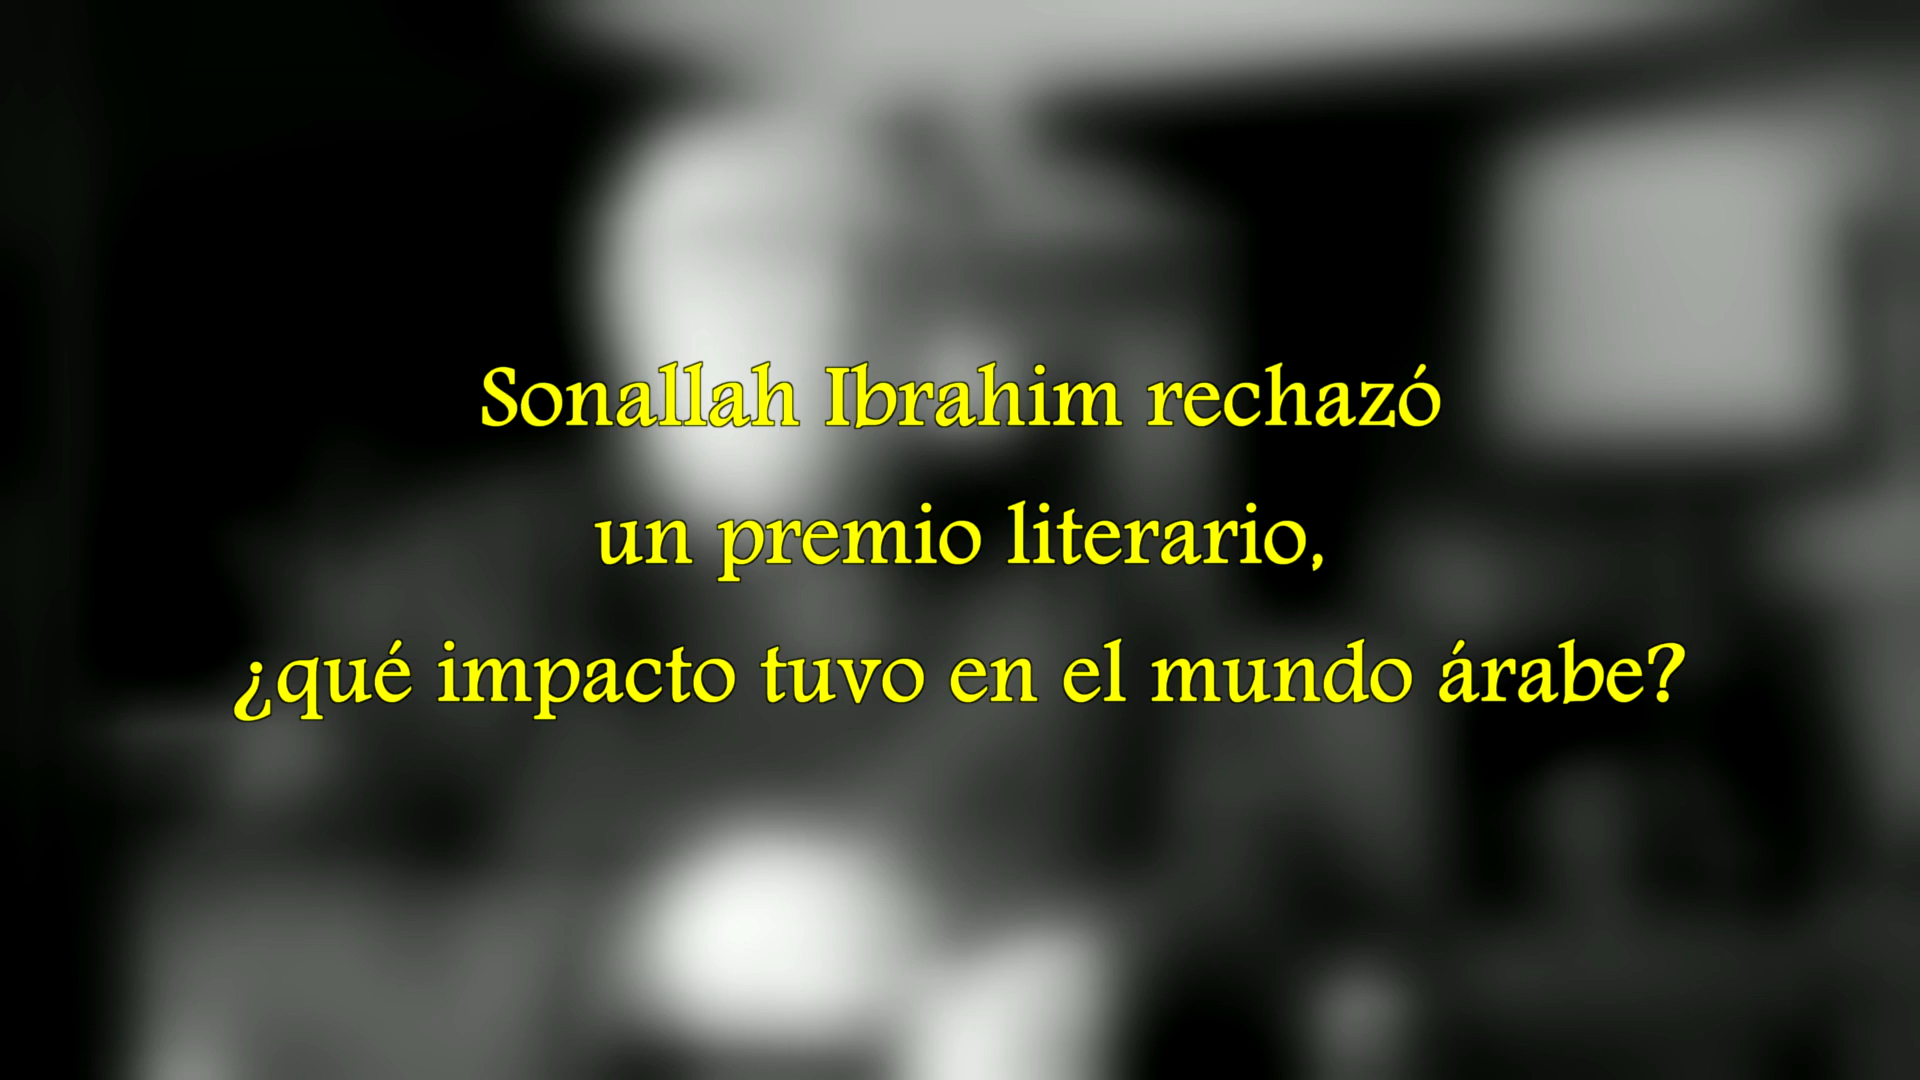 Sonallah Ibrahim rechazó
un premio literario,
¿qué impacto tuvo en el mundo árabe?